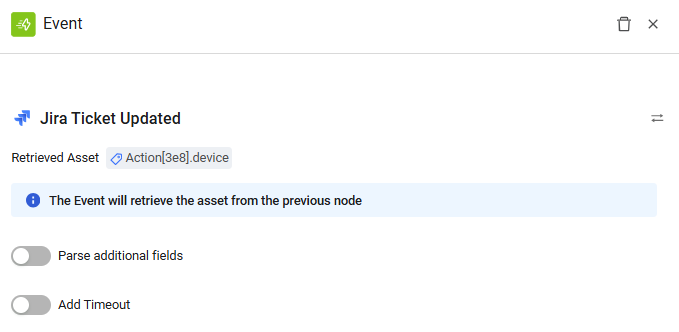 Event
Jira Ticket Updated
Retrieved Asset Action[3e8].device
The Event will retrieve the asset from the previous node
Parse additional fields
Add Timeout